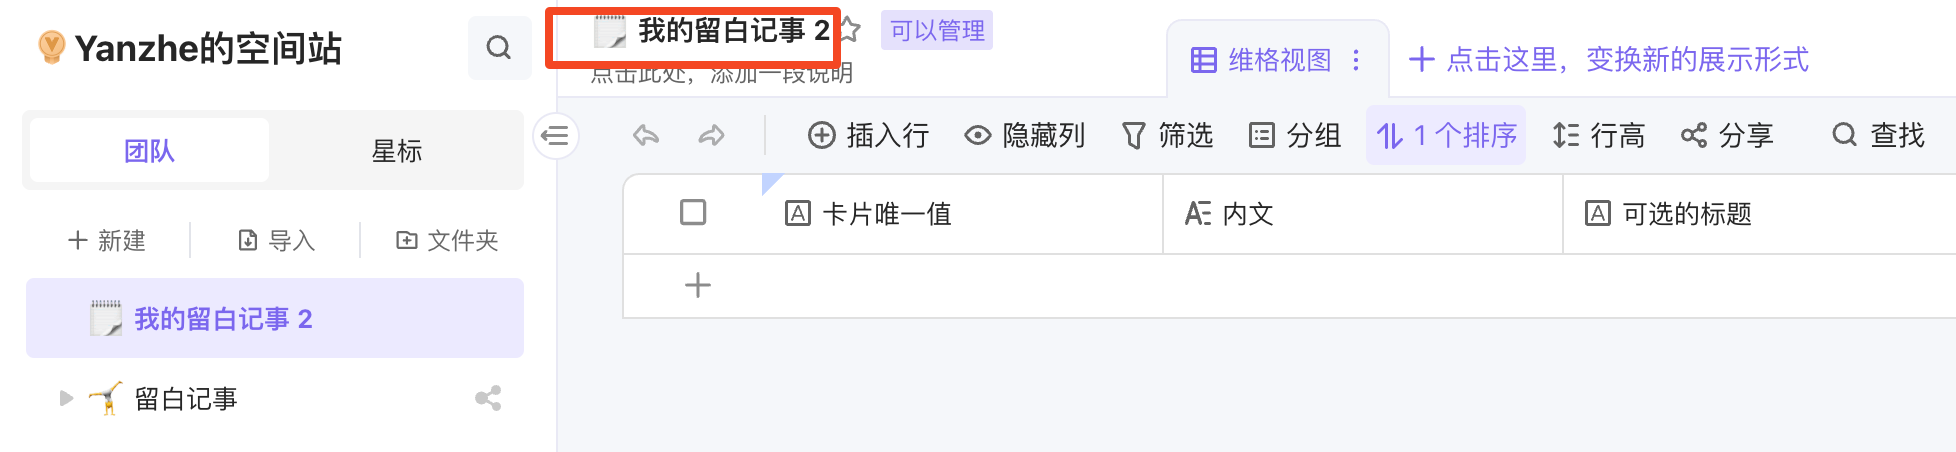 Yanzhe的空间站
团队
星标
新建
导入
文件夹
我的留白记事 2
留白记事
我的留白记事 2
可以管理
点击此处，添加一段说明
维格视图
点击这里，变换新的展示形式
插入行
隐藏列
筛选
分组
1 个排序
行高
分享
查找
卡片唯一值
内文
可选的标题